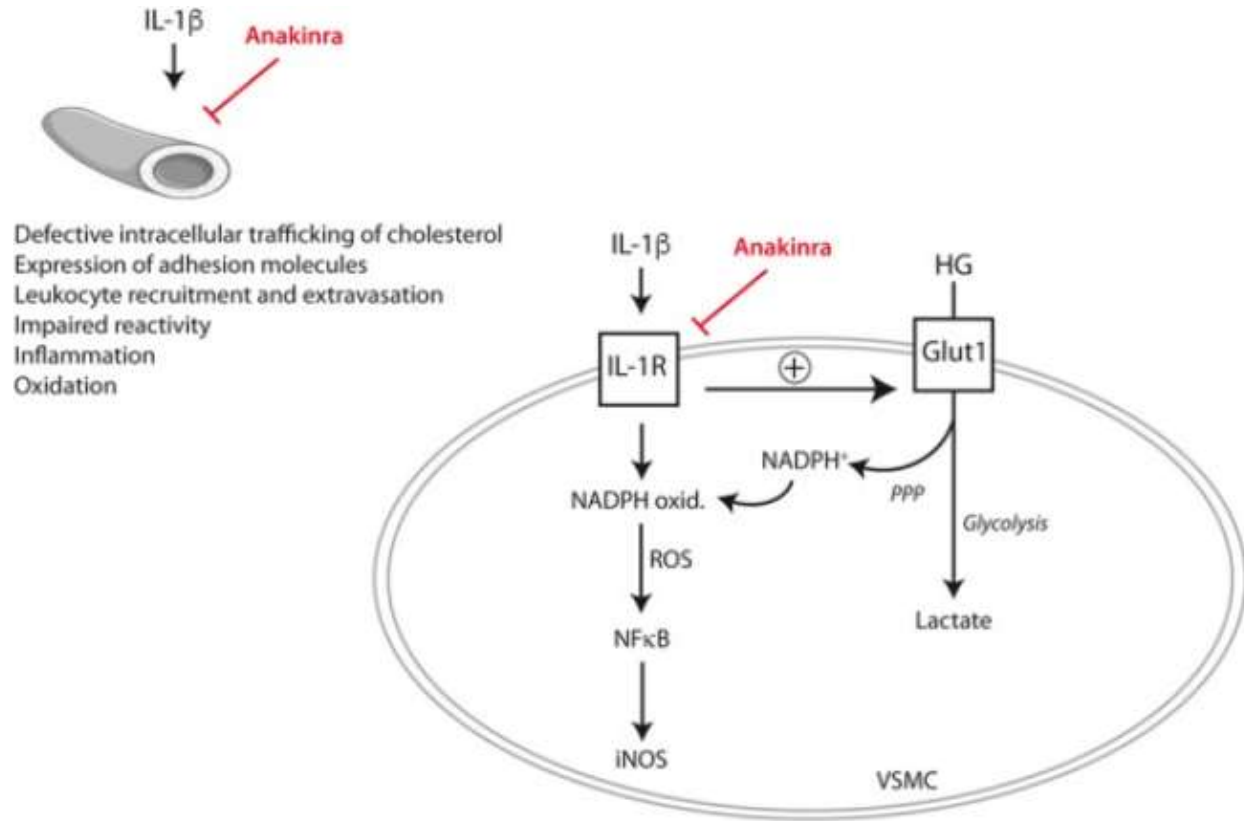 IL-1β
Anakinra
Defective intracellular trafficking of cholesterol
Expression of adhesion molecules
Leukocyte recruitment and extravasation
Impaired reactivity
Inflammation
Oxidation
IL-1β
Anakinra
HG
IL-1R
+
Glut1
NADPH⁺
PPP
NADPH oxid.
Glycolysis
ROS
Lactate
NFκB
iNOS
VSMC